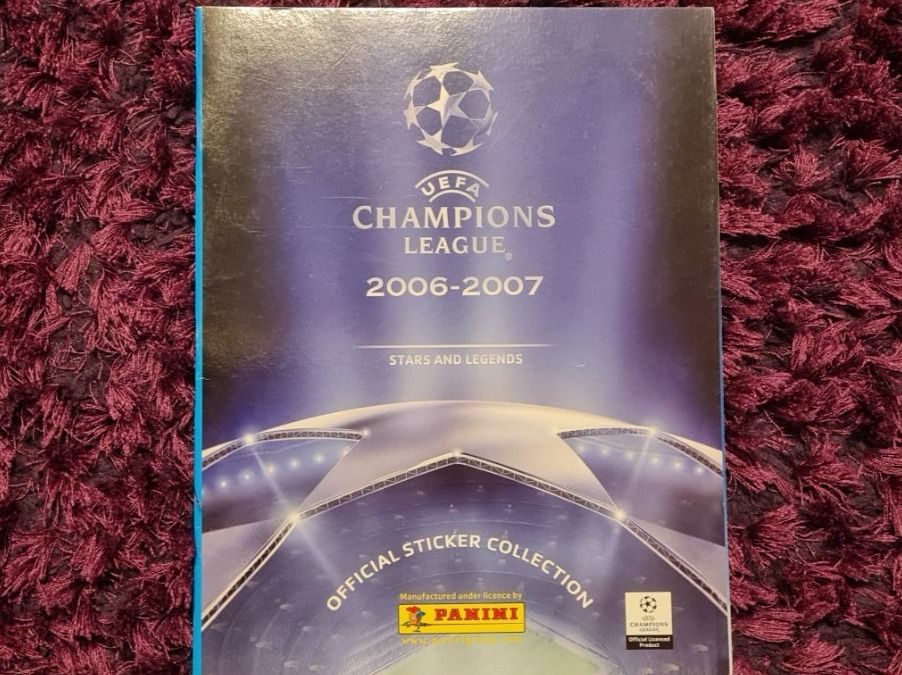 UEFA
CHAMPIONS
LEAGUE®
2006-2007
STARS AND LEGENDS
OFFICIAL STICKER COLLECTION
Manufactured under licence by
PANINI
UEFA
CHAMPIONS
LEAGUE
Official Licensed
Product